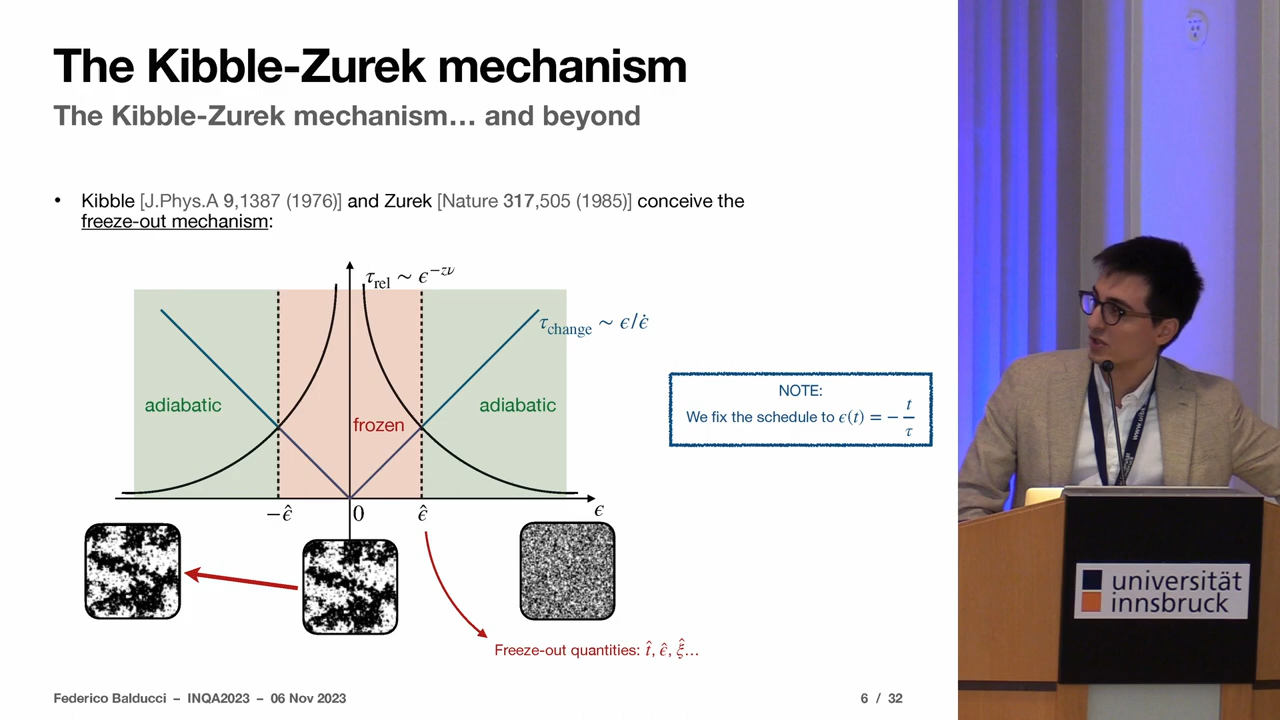 The Kibble-Zurek mechanism
The Kibble-Zurek mechanism… and beyond
• Kibble [J.Phys.A 9,1387 (1976)] and Zurek [Nature 317,505 (1985)] conceive the
freeze-out mechanism:
τ_rel ~ ϵ^{−zν}
τ_change ~ ϵ/ϵ̇
adiabatic
frozen
adiabatic
NOTE:
We fix the schedule to ϵ(t) = − t/τ
−ϵ̂
0
ϵ̂
ϵ
Freeze-out quantities: t̂, ϵ̂, ξ̂…
Federico Balducci – INQA2023 – 06 Nov 2023
6 / 32
universität
innsbruck